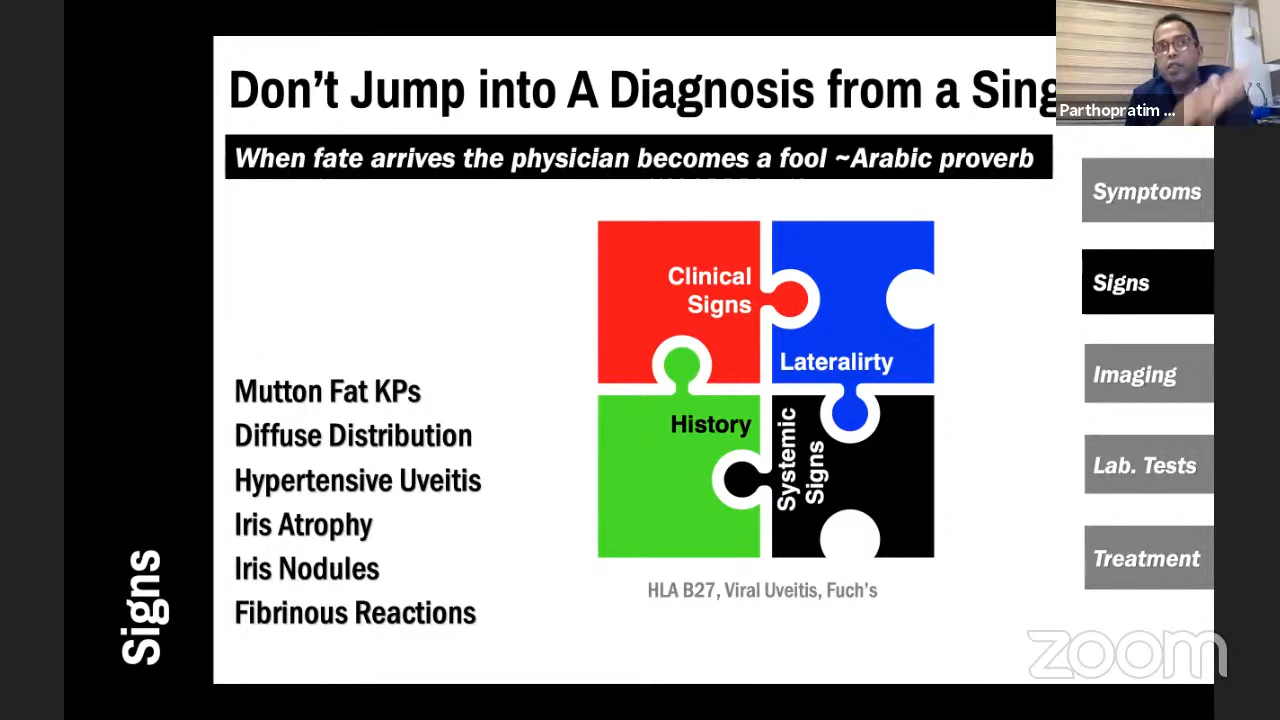 Don't Jump into A Diagnosis from a Sing
When fate arrives the physician becomes a fool ~Arabic proverb
Parthopratim ...
Symptoms
Signs
Imaging
Lab. Tests
Treatment
Clinical
Signs
Lateralirty
History
Systemic
Signs
HLA B27, Viral Uveitis, Fuch's
Mutton Fat KPs
Diffuse Distribution
Hypertensive Uveitis
Iris Atrophy
Iris Nodules
Fibrinous Reactions
Signs
zoom